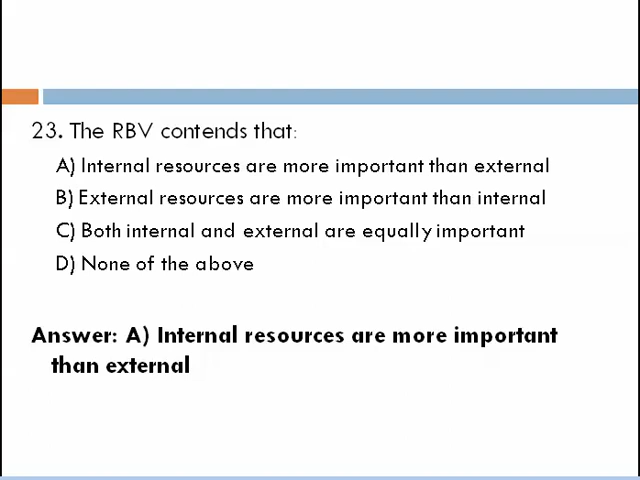 23. The RBV contends that:
A) Internal resources are more important than external
B) External resources are more important than internal
C) Both internal and external are equally important
D) None of the above
Answer: A) Internal resources are more important
than external